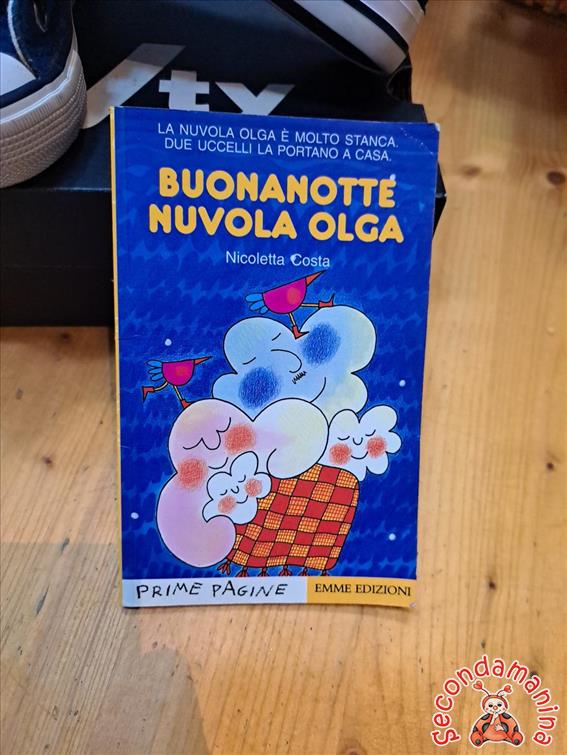 LA NUVOLA OLGA È MOLTO STANCA.
DUE UCCELLI LA PORTANO A CASA.
BUONANOTTE
NUVOLA OLGA
Nicoletta Costa
PRIME PAGINE
EMME EDIZIONI
Secondamanina